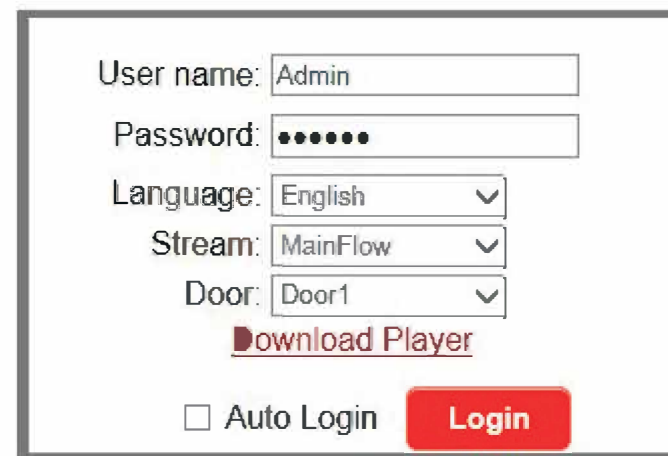 User name: Admin
Password: ••••••
Language: English
Stream: MainFlow
Door: Door1
Download Player
Auto Login Login